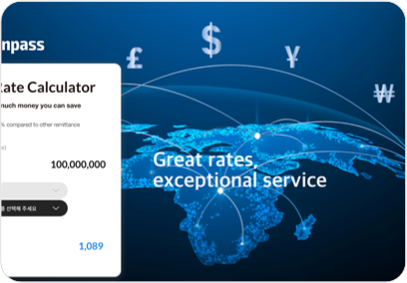 npass
£ $ ¥ ₩
ate Calculator
much money you can save
% compared to other remittance
100,000,000
선택해 주세요
1,089
Great rates,
exceptional service